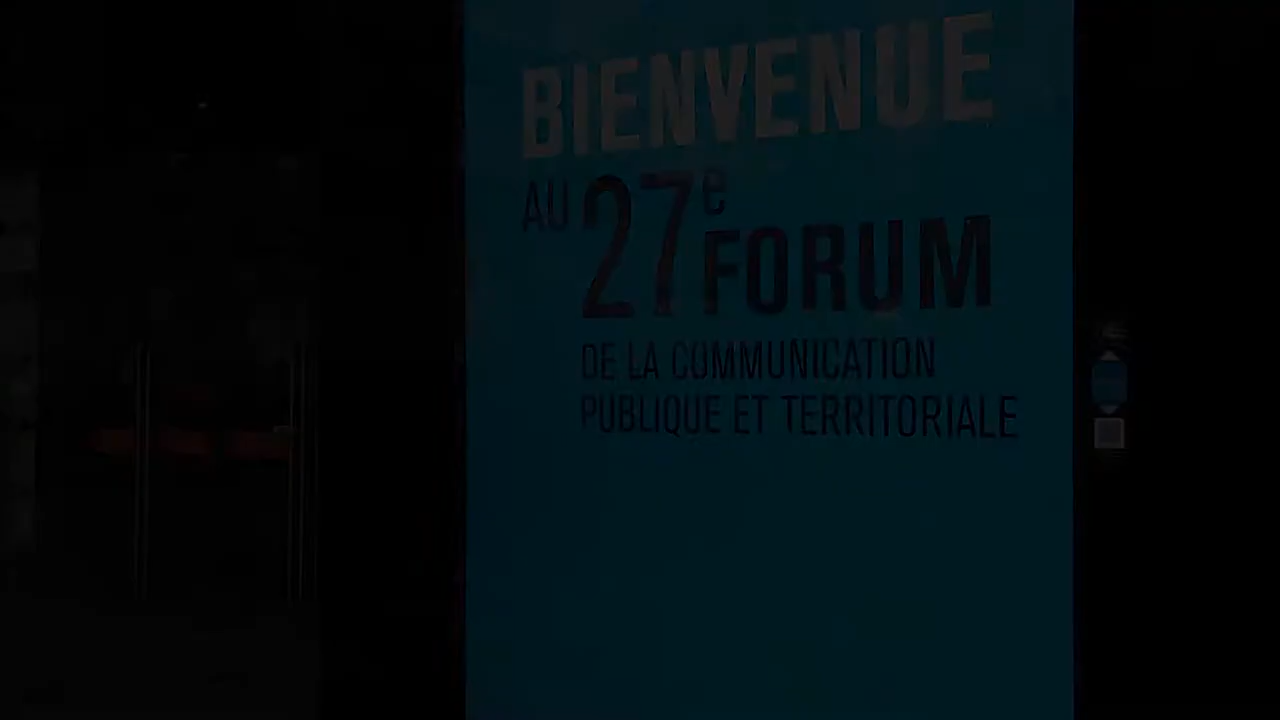 BIENVENUE
AU 27e FORUM
DE LA COMMUNICATION
PUBLIQUE ET TERRITORIALE